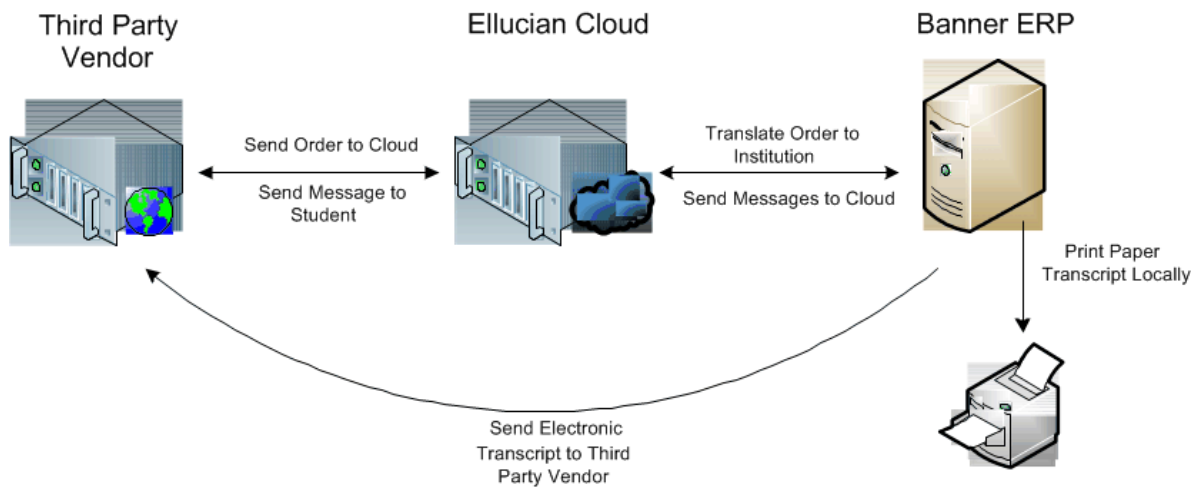 Third Party
Vendor
Ellucian Cloud
Banner ERP
Send Order to Cloud
Send Message to
Student
Translate Order to
Institution
Send Messages to Cloud
Print Paper
Transcript Locally
Send Electronic
Transcript to Third
Party Vendor